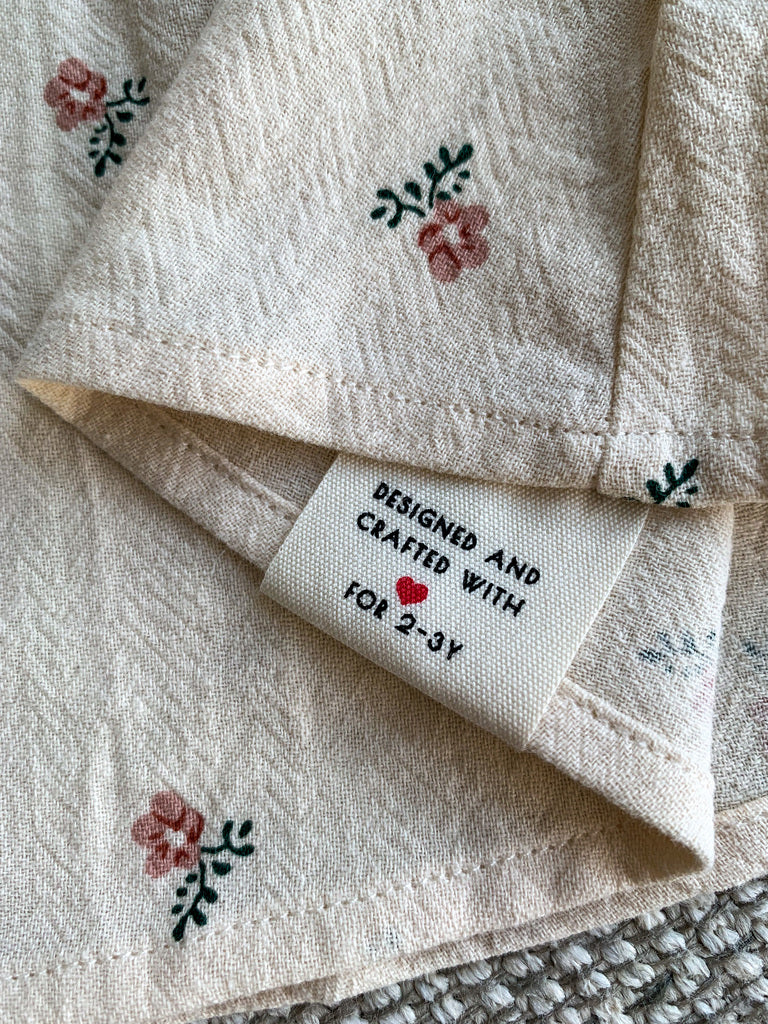 DESIGNED AND
CRAFTED WITH
FOR 2-3Y